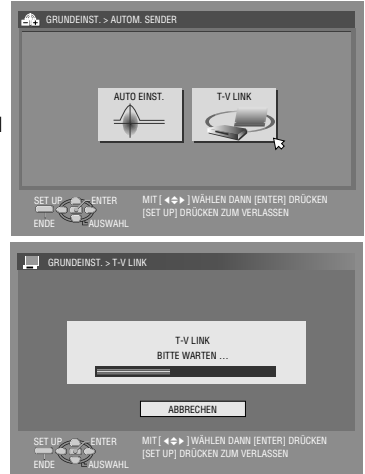 GRUNDEINST. > AUTOM. SENDER
AUTO EINST.
T-V LINK
SET UP
ENTER
ENDE
AUSWAHL
MIT [ ◄▲▼► ] WÄHLEN DANN [ENTER] DRÜCKEN
[SET UP] DRÜCKEN ZUM VERLASSEN
GRUNDEINST. > T-V LINK
T-V LINK
BITTE WARTEN ...
ABBRECHEN
SET UP
ENTER
ENDE
AUSWAHL
MIT [ ◄▲▼► ] WÄHLEN DANN [ENTER] DRÜCKEN
[SET UP] DRÜCKEN ZUM VERLASSEN